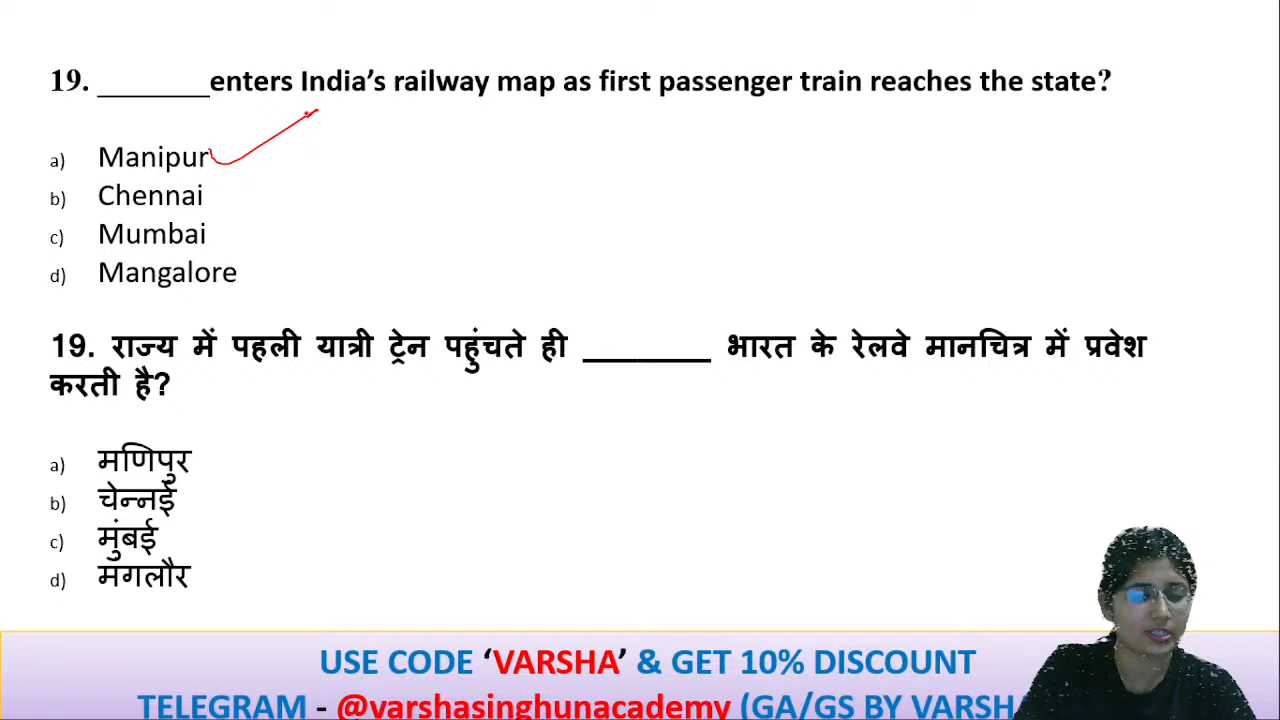 19. _______enters India’s railway map as first passenger train reaches the state?
a) Manipur
b) Chennai
c) Mumbai
d) Mangalore
19. राज्य में पहली यात्री ट्रेन पहुंचते ही ________ भारत के रेलवे मानचित्र में प्रवेश
करती है?
a) मणिपुर
b) चेन्नई
c) मुंबई
d) मगलौर
USE CODE ‘VARSHA’ & GET 10% DISCOUNT
TELEGRAM - @varshasinghunacademy (GA/GS BY VARSH